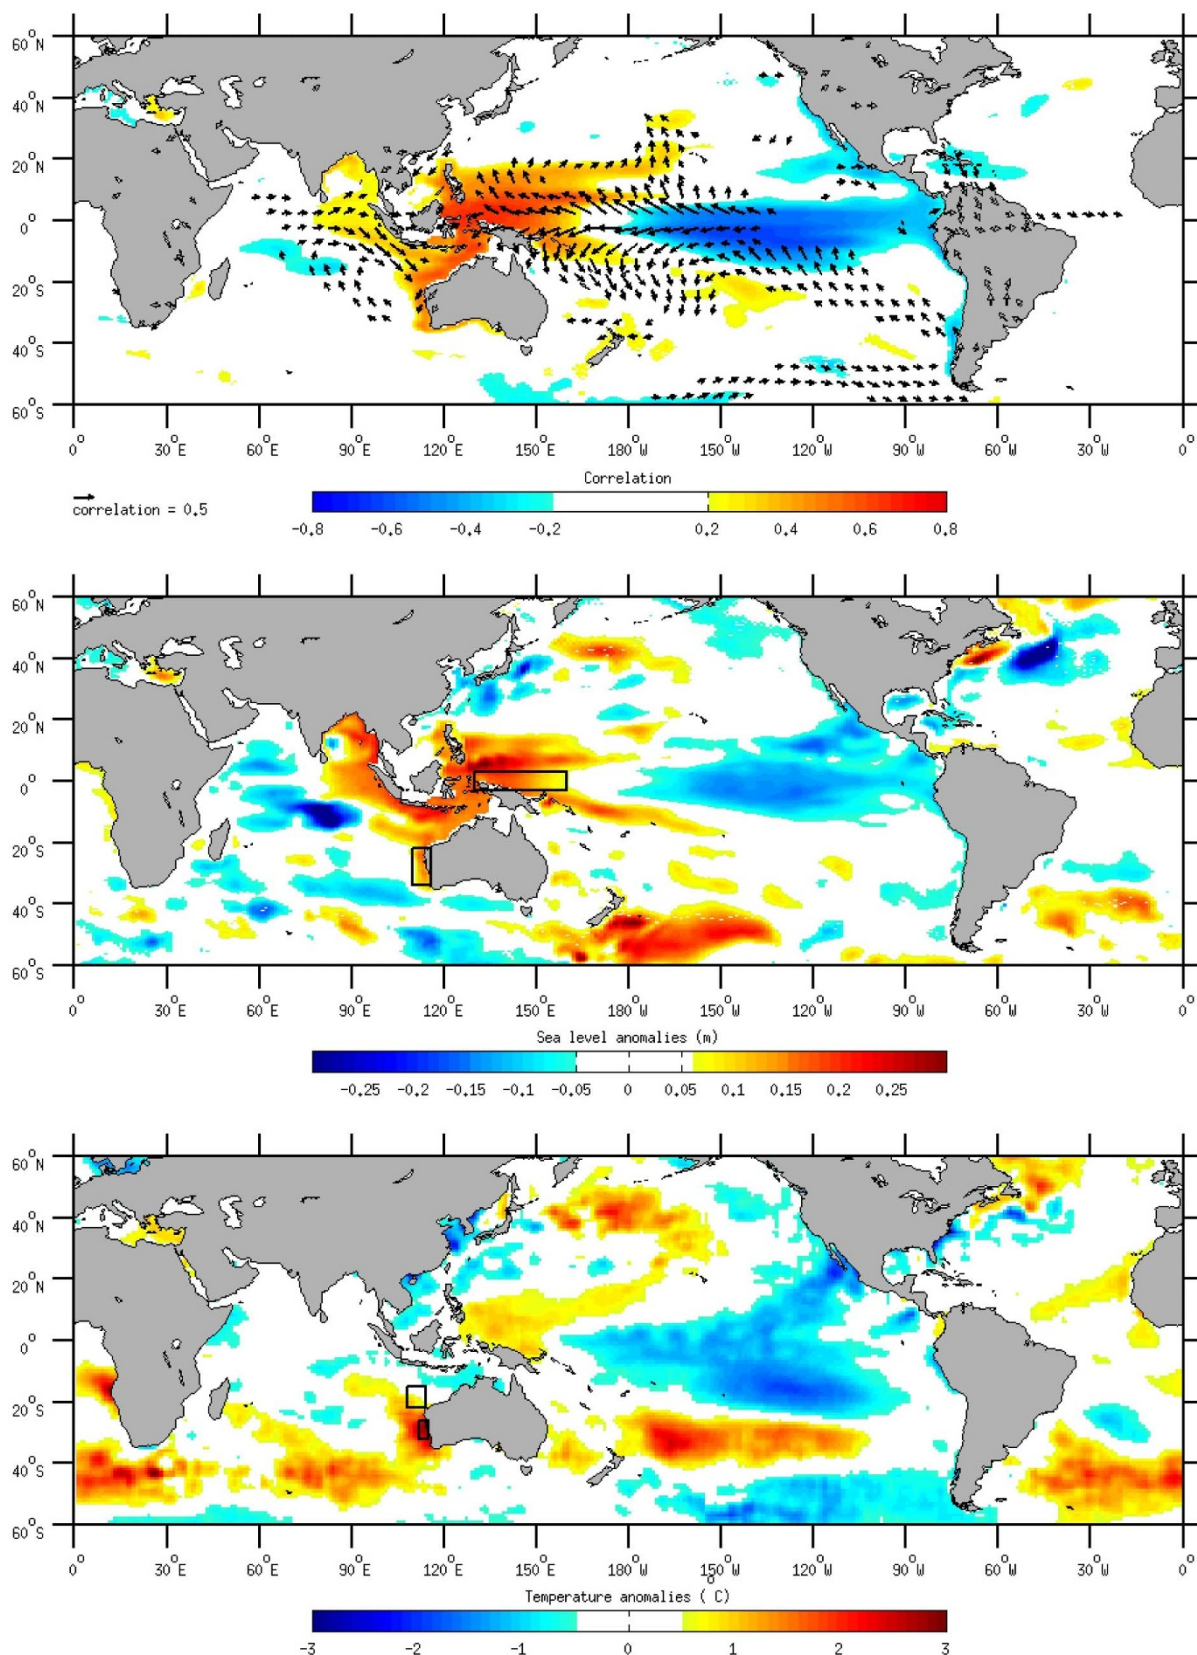 60°N
40°N
20°N
0°
20°S
40°S
60°S
0° 30°E 60°E 90°E 120°E 150°E 180°W 150°W 120°W 90°W 60°W 30°W 0°
Correlation
correlation = 0.5
-0.8 -0.6 -0.4 -0.2 0.2 0.4 0.6 0.8
60°N
40°N
20°N
0°
20°S
40°S
60°S
0° 30°E 60°E 90°E 120°E 150°E 180°W 150°W 120°W 90°W 60°W 30°W 0°
Sea level anomalies (m)
-0.25 -0.2 -0.15 -0.1 -0.05 0 0.05 0.1 0.15 0.2 0.25
60°N
40°N
20°N
0°
20°S
40°S
60°S
0° 30°E 60°E 90°E 120°E 150°E 180°W 150°W 120°W 90°W 60°W 30°W 0°
Temperature anomalies (°C)
-3 -2 -1 0 1 2 3